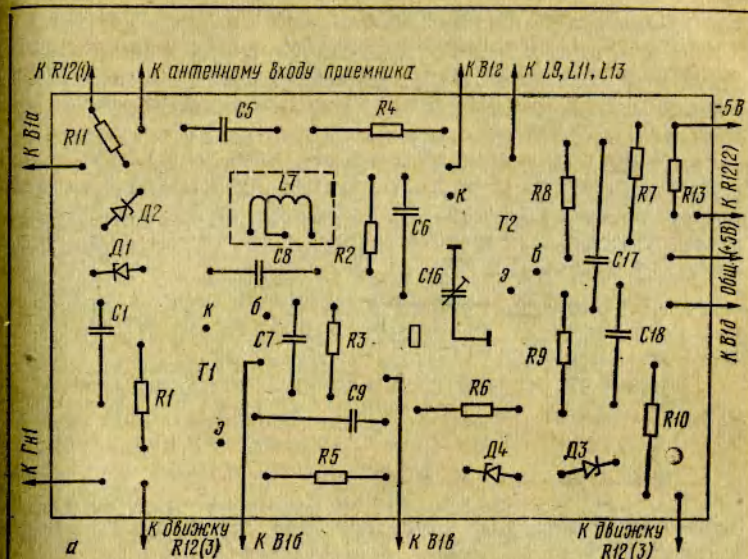 К R12(1)
К антенному входу приемника
К В1г
К L9, L11, L13
К В1а
R11
C5
R4
-5В
Д2
L7
к
R8
R7
R13
К R12(2)
R2
C6
T2
Д1
C8
б
C17
Общ.(+5В)
C16
э
C1
к
б
C7
R3
R9
C18
К В1д
T1
R1
C9
R6
R10
э
К Гн1
R5
Д4
Д3
а
К движку
R12(3)
К В1б
К В1в
К движку
R12(3)